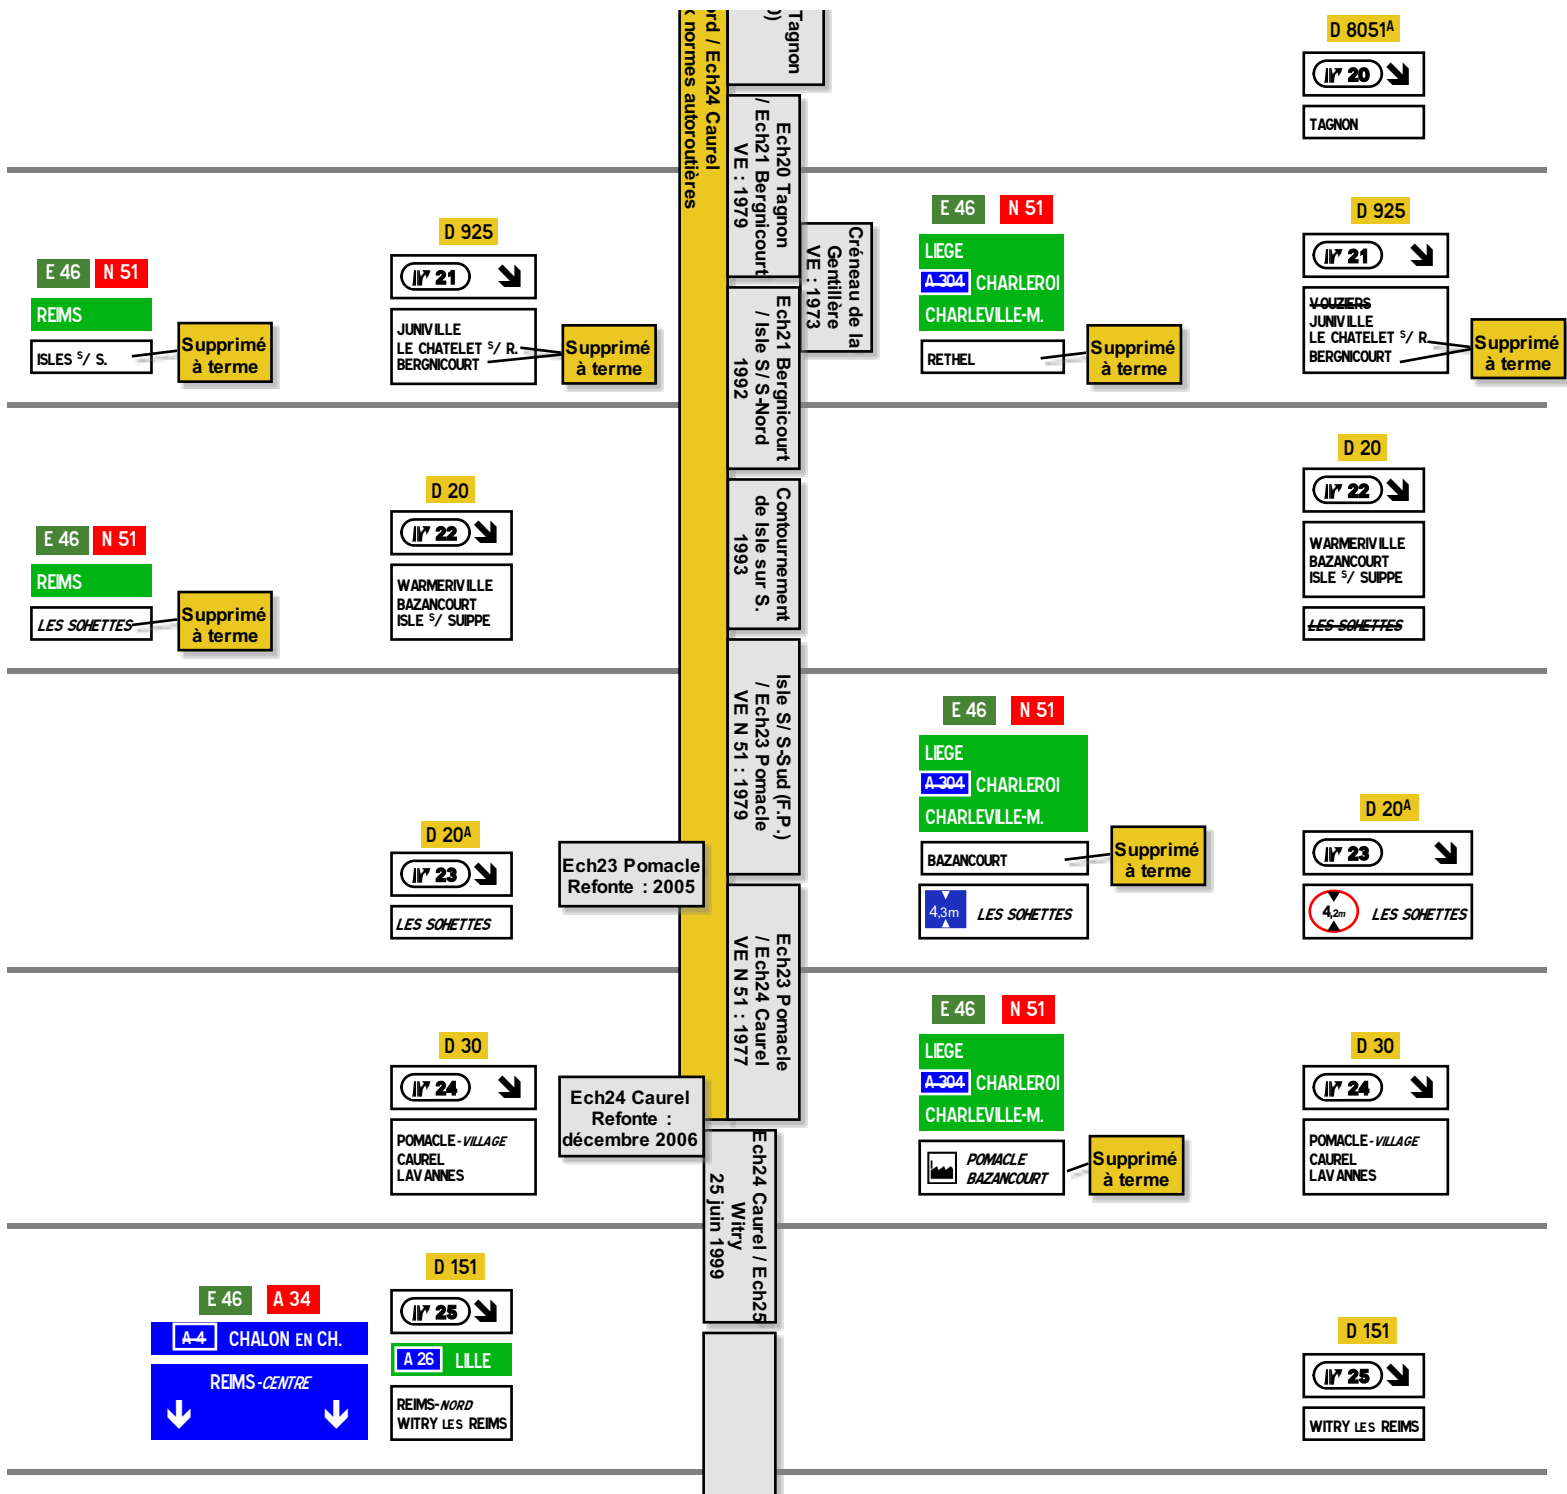 Tagnon
D 8051A
20
TAGNON
ord / Ech24 Caurel
x normes autoroutières
Ech20 Tagnon
/ Ech21 Bergnicourt
VE : 1979
E 46 N 51
REIMS
ISLES S/ S.
Supprimé
à terme
D 925
21
JUNIVILLE
LE CHATELET S/ R.
BERGNICOURT
Supprimé
à terme
Créneau de la
Gentillère
VE : 1973
E 46 N 51
LIEGE
A 304 CHARLEROI
CHARLEVILLE-M.
RETHEL
Supprimé
à terme
D 925
21
VOUZIERS
JUNIVILLE
LE CHATELET S/ R
BERGNICOURT
Supprimé
à terme
Ech21 Bergnicourt
/ Isle S/ S-Nord
1992
E 46 N 51
REIMS
LES SOHETTES
Supprimé
à terme
D 20
22
WARMERIVILLE
BAZANCOURT
ISLE S/ SUIPPE
Contournement
de Isle sur S.
1993
D 20
22
WARMERIVILLE
BAZANCOURT
ISLE S/ SUIPPE
LES SOHETTES
Isle S/ S-Sud (F.P.)
/ Ech23 Pomacle
VE N 51 : 1979
D 20A
23
LES SOHETTES
Ech23 Pomacle
Refonte : 2005
E 46 N 51
LIEGE
A 304 CHARLEROI
CHARLEVILLE-M.
BAZANCOURT
Supprimé
à terme
4,3m LES SOHETTES
D 20A
23
4,2m LES SOHETTES
Ech23 Pomacle
/ Ech24 Caurel
VE N 51 : 1977
D 30
24
POMACLE-VILLAGE
CAUREL
LAVANNES
Ech24 Caurel
Refonte :
décembre 2006
E 46 N 51
LIEGE
A 304 CHARLEROI
CHARLEVILLE-M.
POMACLE
BAZANCOURT
Supprimé
à terme
D 30
24
POMACLE-VILLAGE
CAUREL
LAVANNES
Ech24 Caurel / Ech25
Witry
25 juin 1999
E 46 A 34
A 4 CHALON EN CH.
REIMS-CENTRE
D 151
25
A 26 LILLE
REIMS-NORD
WITRY LES REIMS
D 151
25
WITRY LES REIMS